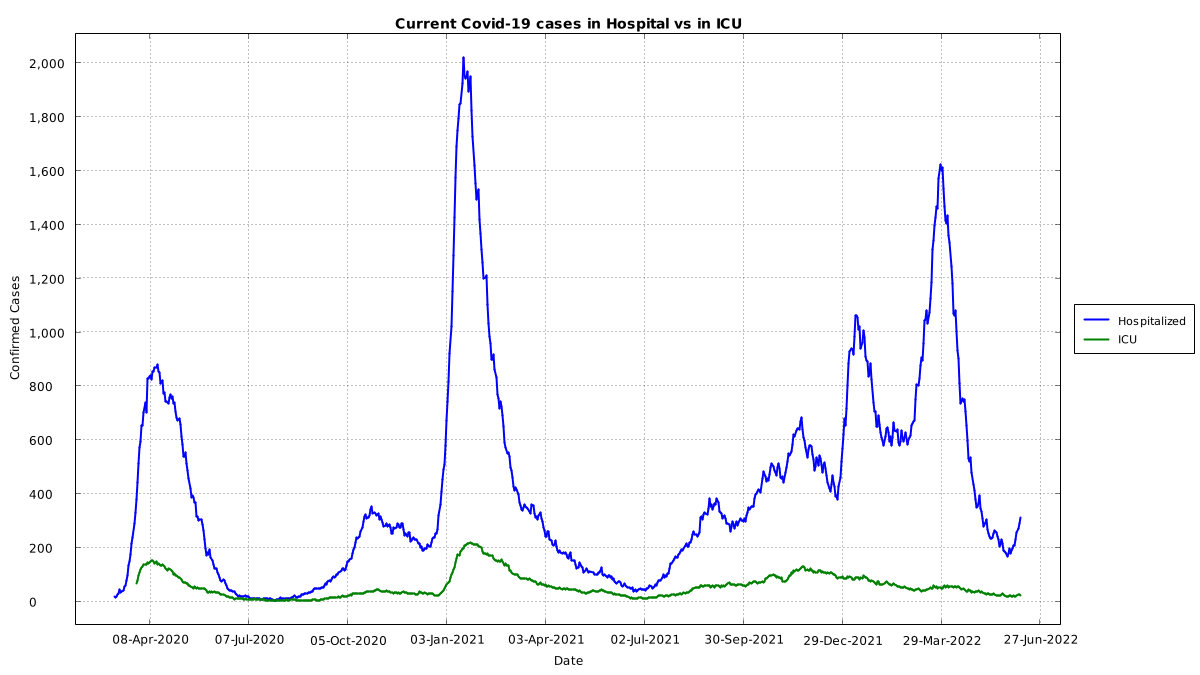 Current Covid-19 cases in Hospital vs in ICU
2,000
1,800
1,600
1,400
1,200
1,000
800
600
400
200
0
Confirmed Cases
08-Apr-2020 07-Jul-2020 05-Oct-2020 03-Jan-2021 03-Apr-2021 02-Jul-2021 30-Sep-2021 29-Dec-2021 29-Mar-2022 27-Jun-2022
Date
Hospitalized
ICU